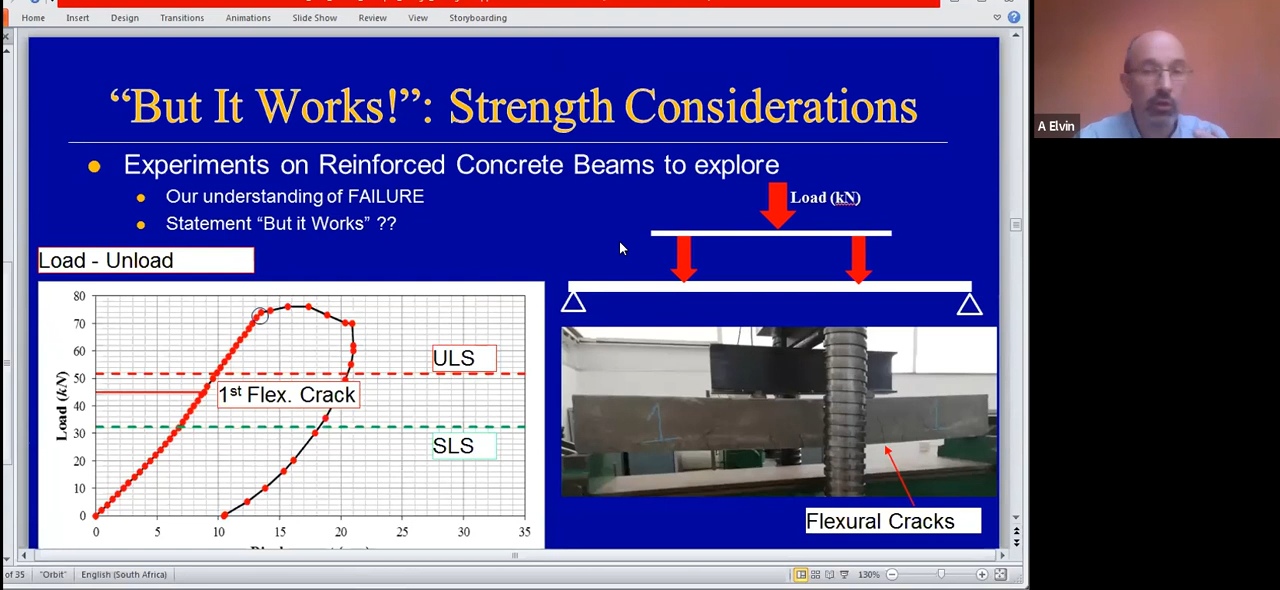 Home Insert Design Transitions Animations Slide Show Review View Storyboarding
“But It Works!”: Strength Considerations
Experiments on Reinforced Concrete Beams to explore
Our understanding of FAILURE
Statement “But it Works” ??
Load (kN)
Load - Unload
80
70
60
50
40
30
20
10
0
Load (kN)
ULS
1st Flex. Crack
SLS
0 5 10 15 20 25 30 35
1
1
Flexural Cracks
A Elvin
of 35 "Orbit" English (South Africa) 130%